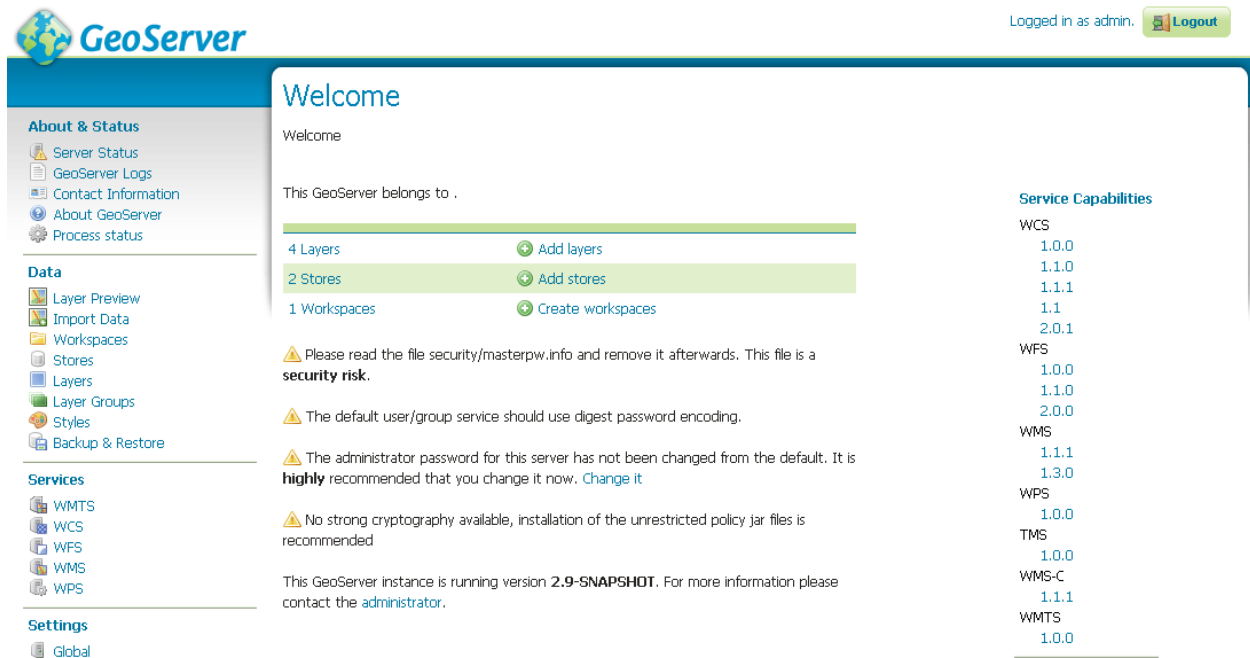 GeoServer
Logged in as admin.
Logout
About & Status
Server Status
GeoServer Logs
Contact Information
About GeoServer
Process status
Data
Layer Preview
Import Data
Workspaces
Stores
Layers
Layer Groups
Styles
Backup & Restore
Services
WMTS
WCS
WFS
WMS
WPS
Settings
Global
Welcome
Welcome
This GeoServer belongs to .
4 Layers Add layers
2 Stores Add stores
1 Workspaces Create workspaces
Please read the file security/masterpw.info and remove it afterwards. This file is a
security risk.
The default user/group service should use digest password encoding.
The administrator password for this server has not been changed from the default. It is
highly recommended that you change it now. Change it
No strong cryptography available, installation of the unrestricted policy jar files is
recommended
This GeoServer instance is running version 2.9-SNAPSHOT. For more information please
contact the administrator.
Service Capabilities
WCS
1.0.0
1.1.0
1.1.1
1.1
2.0.1
WFS
1.0.0
1.1.0
2.0.0
WMS
1.1.1
1.3.0
WPS
1.0.0
TMS
1.0.0
WMS-C
1.1.1
WMTS
1.0.0